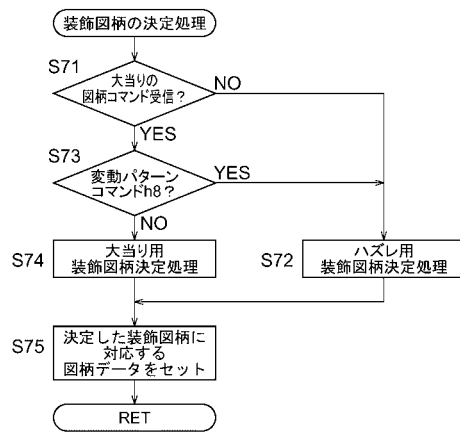 装飾図柄の決定処理
S71
大当りの
図柄コマンド受信？
NO
YES
S73
変動パターン
コマンドh8？
YES
NO
S74
大当り用
装飾図柄決定処理
S72
ハズレ用
装飾図柄決定処理
S75
決定した装飾図柄に
対応する
図柄データをセット
RET